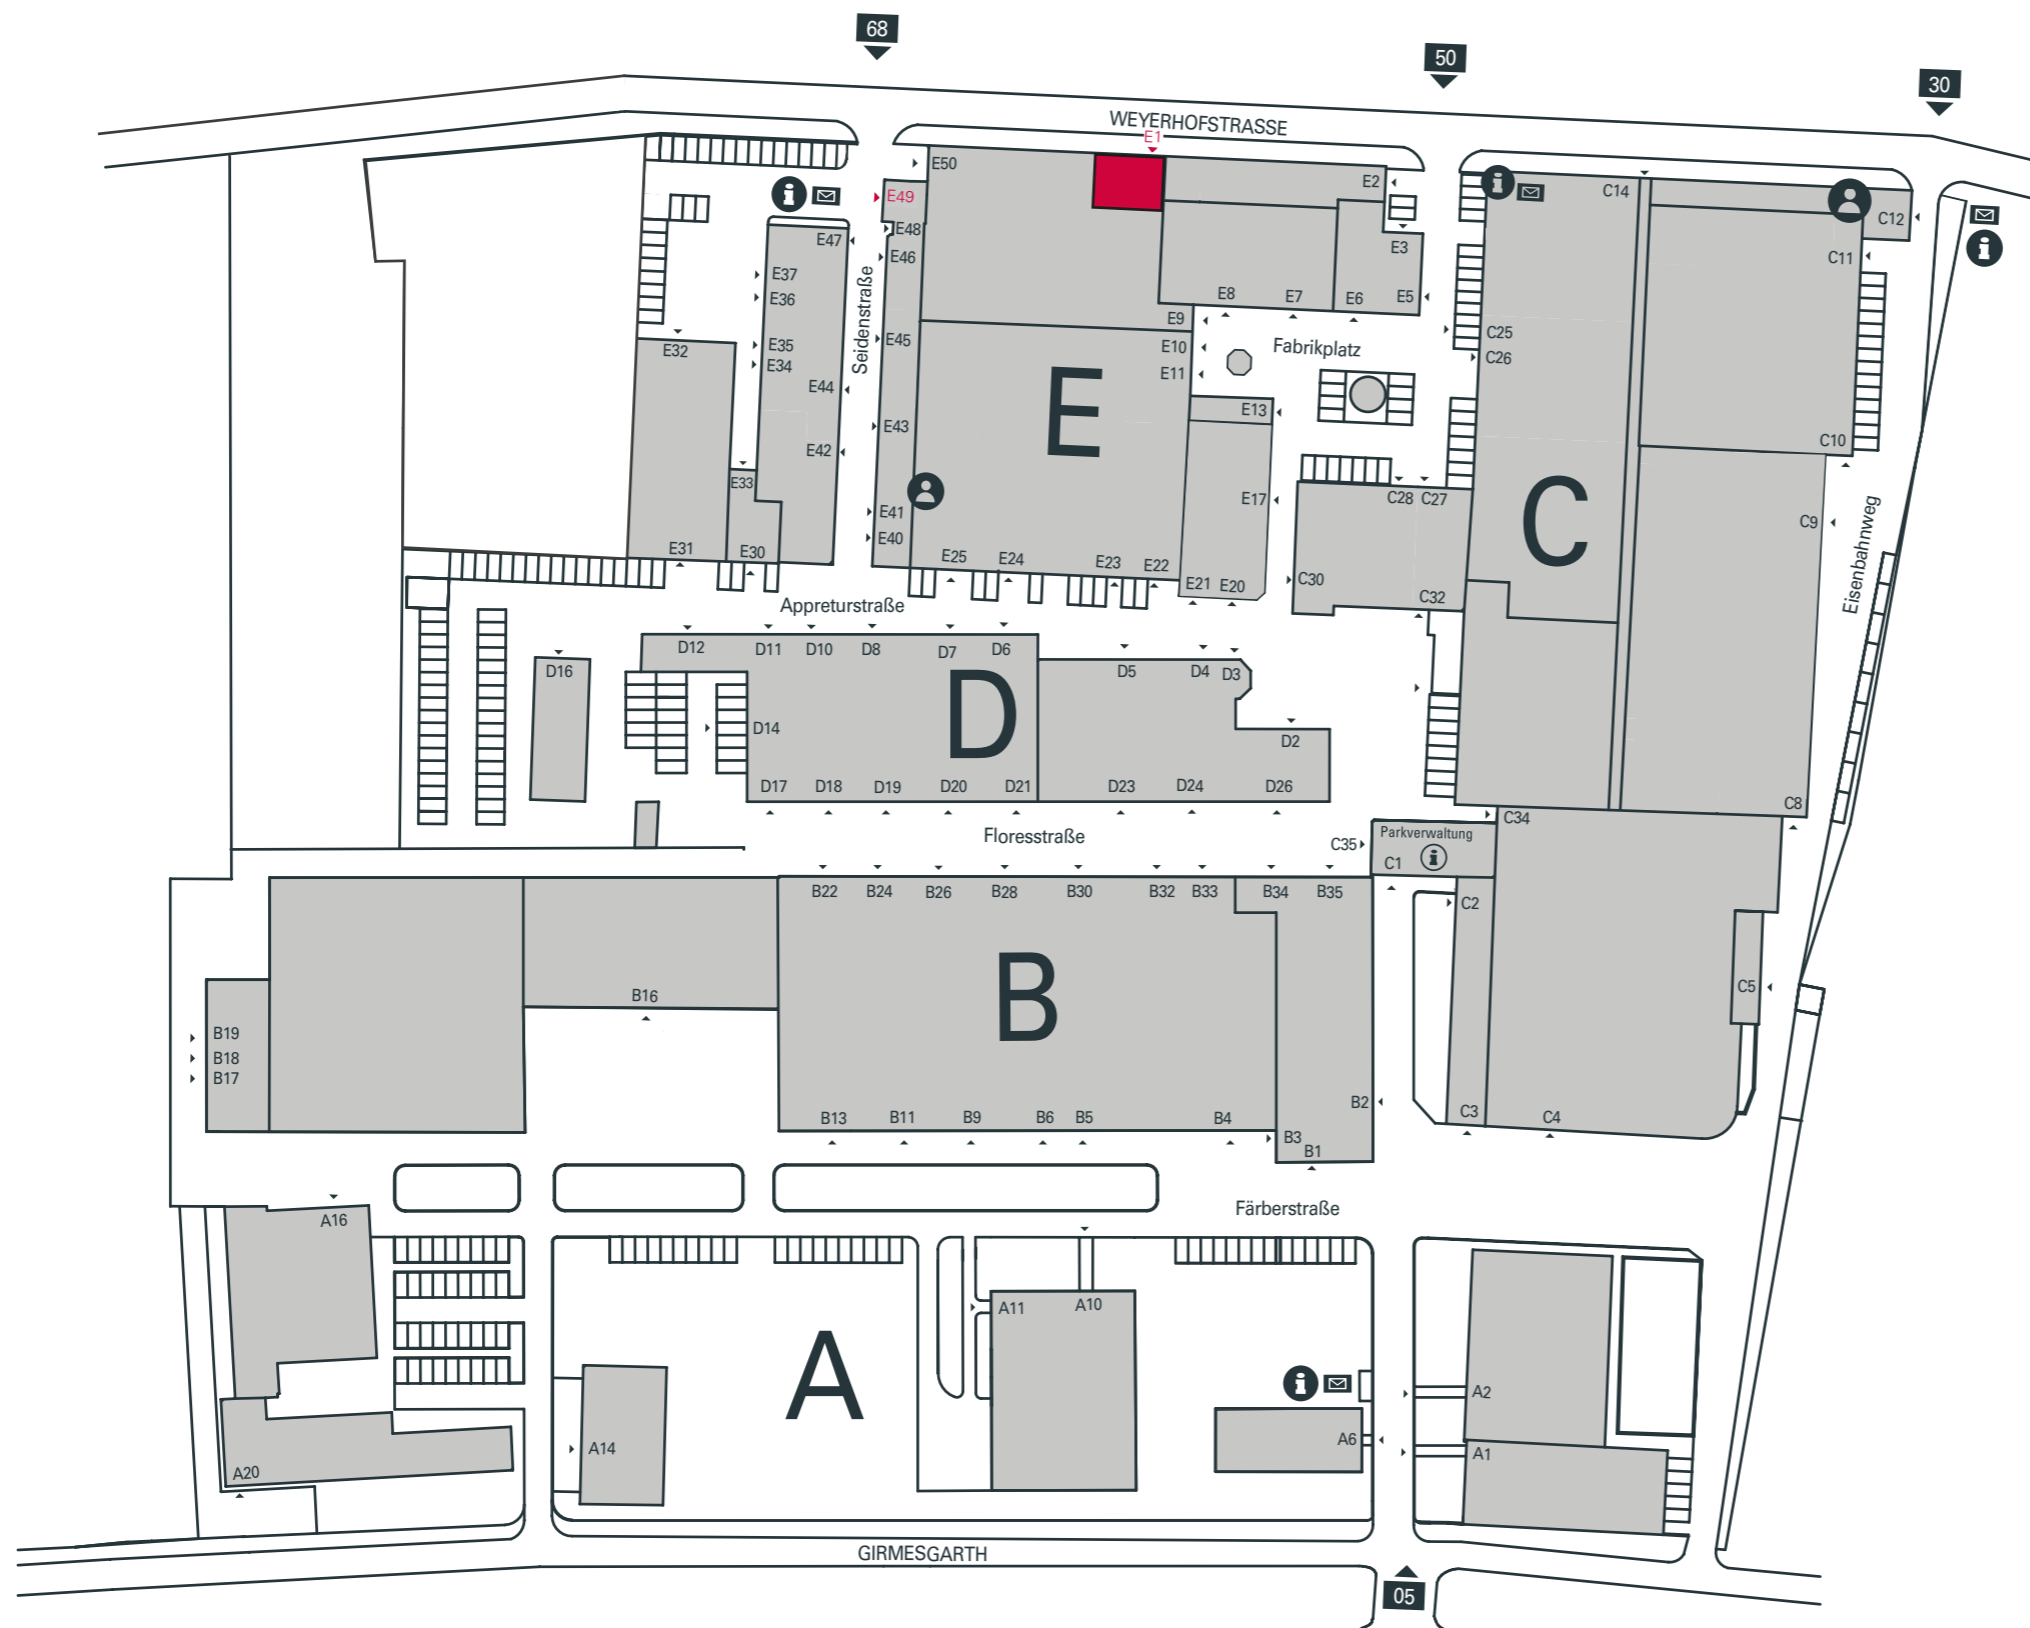 68
50
30
WEYERHOFSTRASSE
E1
E50
E2
C14
E49
C12
E48
E47
E46
E3
C11
E37
E36
E8
E7
E6
E5
E9
Seidenstraße
E45
E35
E34
E32
E10
E11
Fabrikplatz
C25
C26
E44
E
E13
E43
E42
C10
E33
E17
C28
C27
C
C9
Eisenbahnweg
E41
E40
E31
E30
E25
E24
E23
E22
E21
E20
C30
C32
Appreturstraße
D12
D11
D10
D8
D7
D6
D16
D5
D4
D3
D
D14
D2
D17
D18
D19
D20
D21
D23
D24
D26
C8
C34
Floresstraße
Parkverwaltung
C35
C1
B22
B24
B26
B28
B30
B32
B33
B34
B35
C2
B
C5
B16
B19
B18
B17
B2
B13
B11
B9
B6
B5
B4
C3
C4
B3
B1
Färberstraße
A16
A11
A10
A
A2
A6
A14
A1
A20
GIRMESGARTH
05